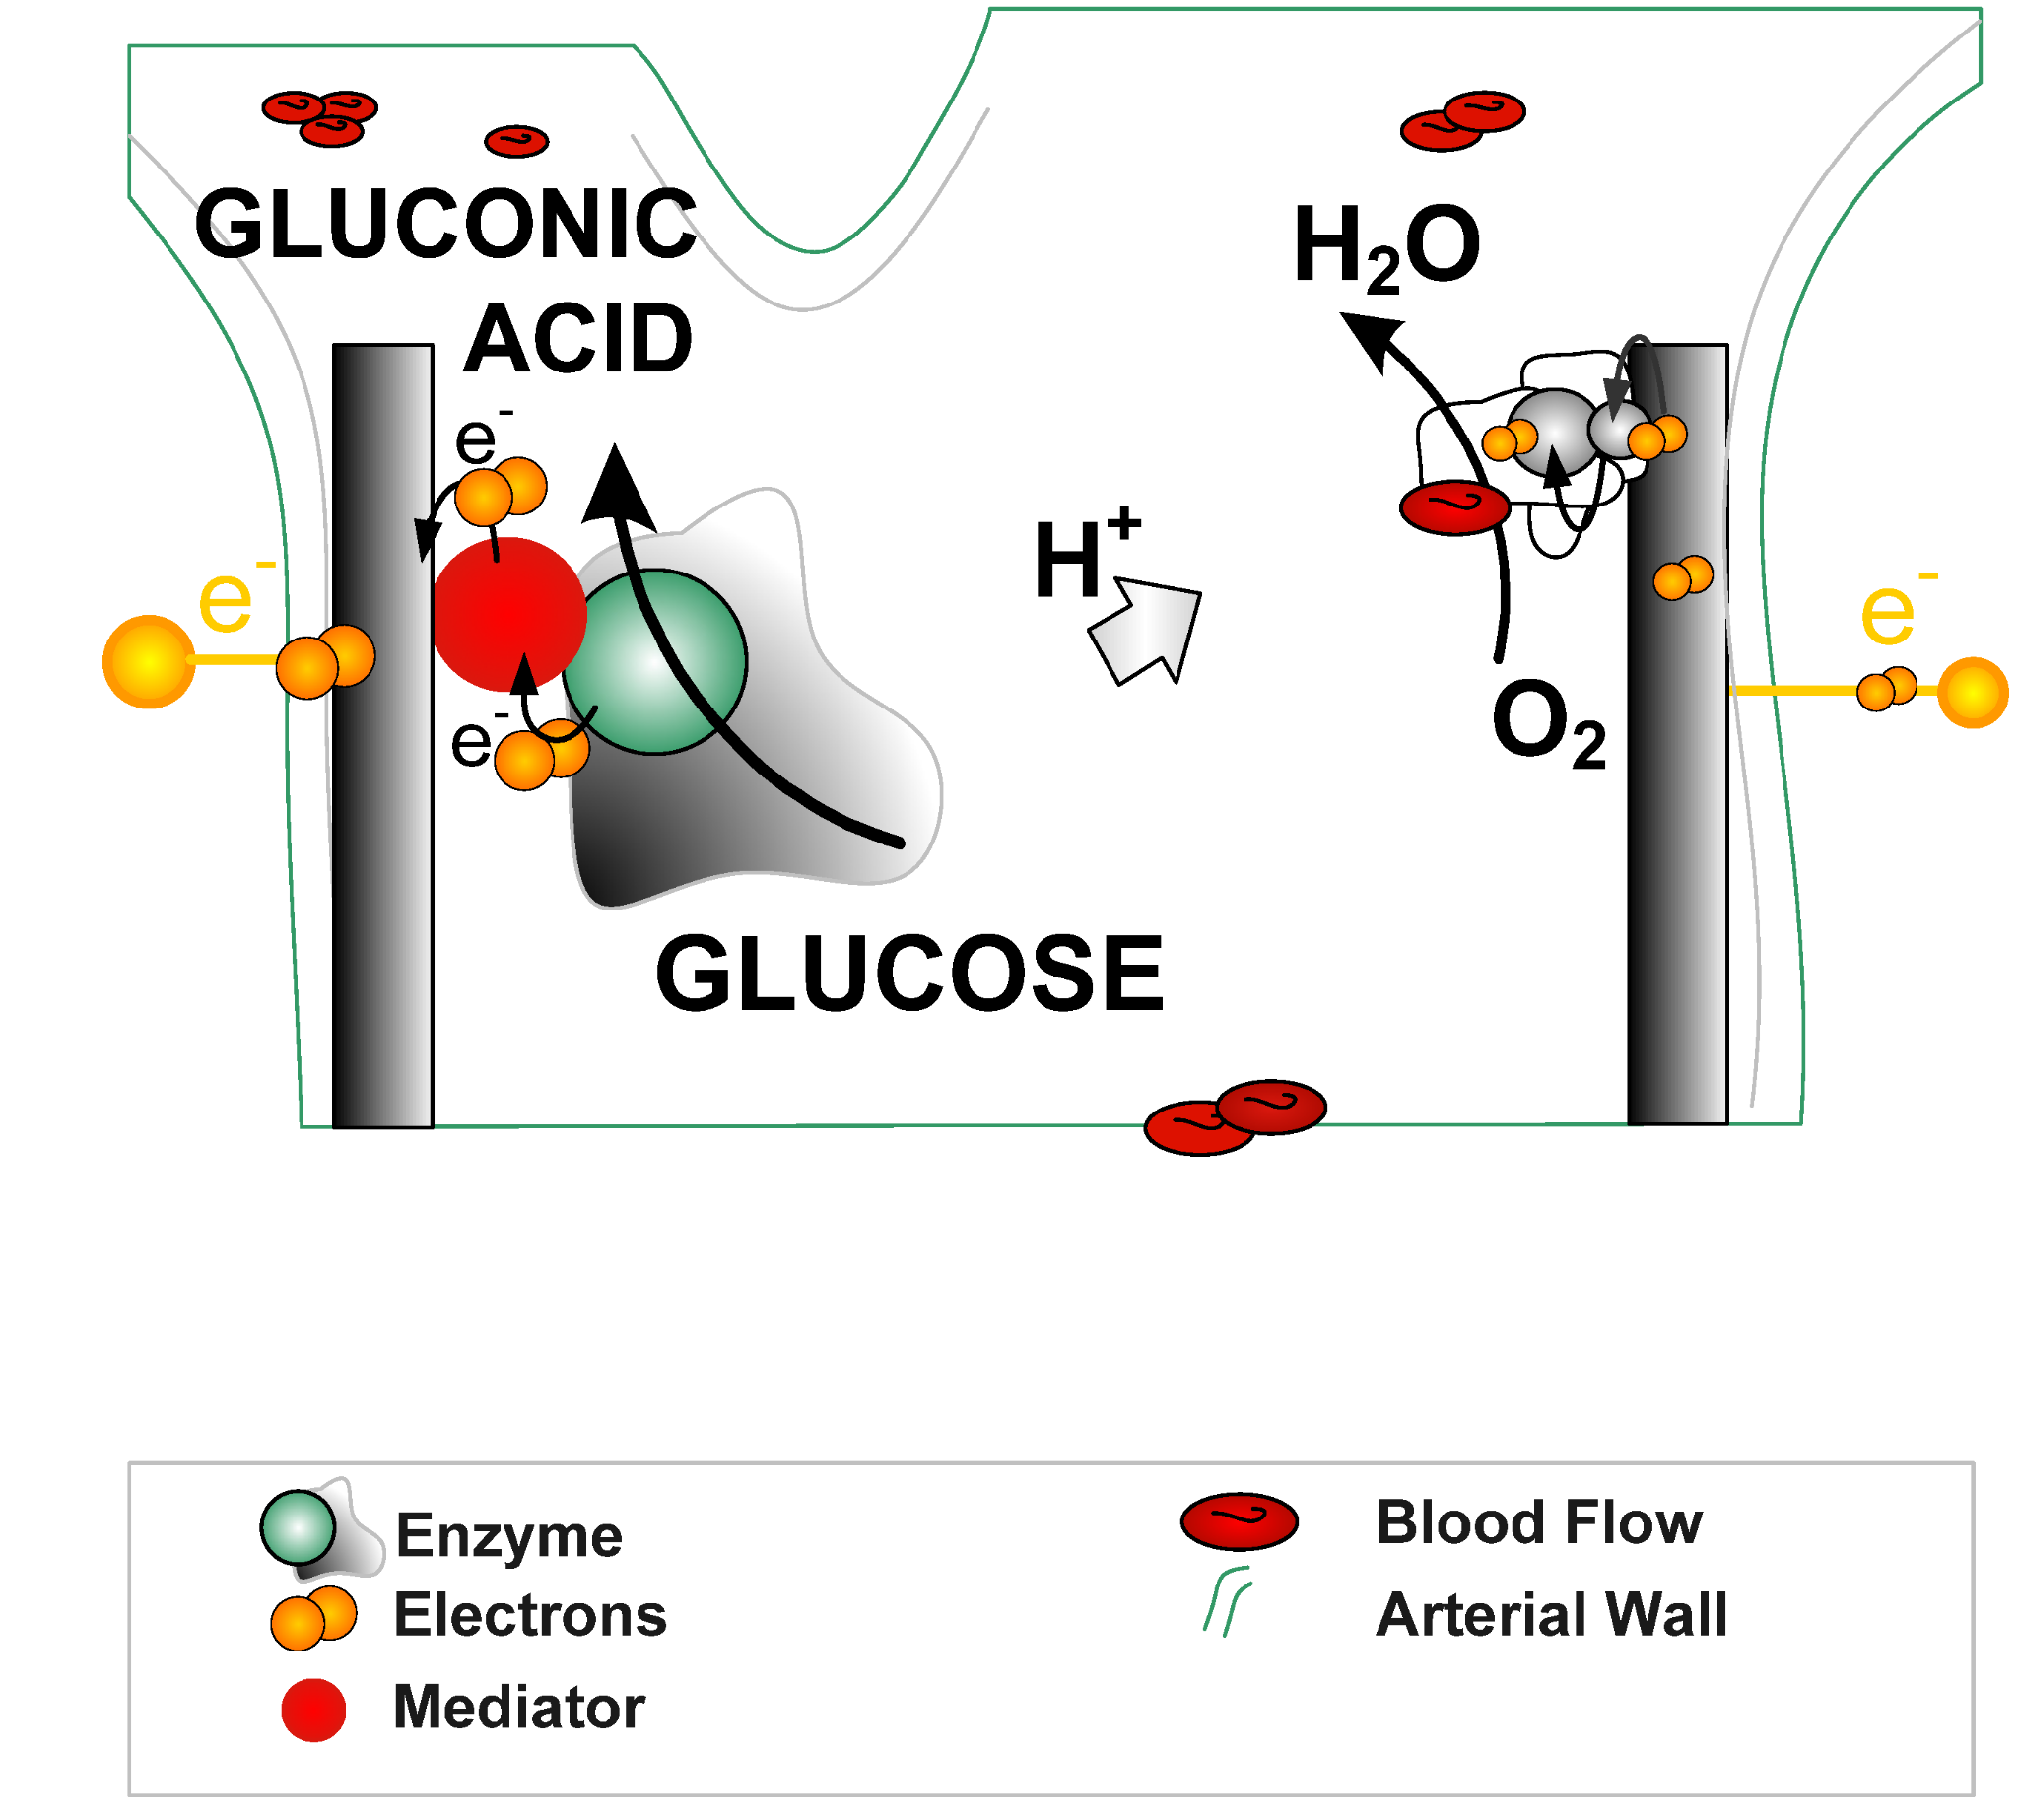 GLUCONIC
ACID
H₂O
e⁻
H⁺
e⁻
e⁻
e⁻
O₂
GLUCOSE
Enzyme
Electrons
Mediator
Blood Flow
Arterial Wall